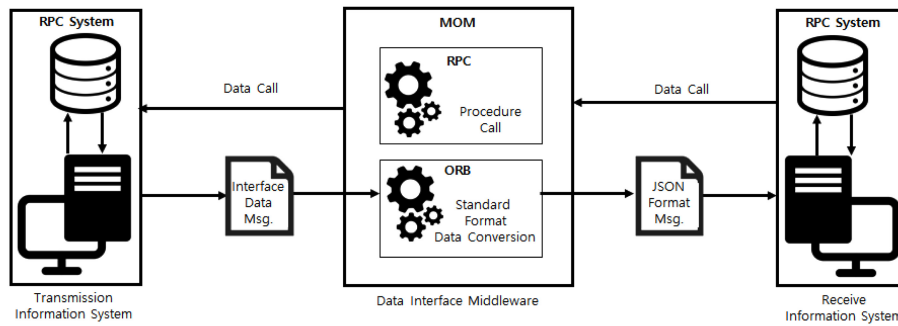 RPC System
MOM
RPC System
RPC
Procedure
Call
Data Call
Data Call
Interface
Data
Msg.
ORB
Standard
Format
Data Conversion
JSON
Format
Msg.
Transmission
Information System
Data Interface Middleware
Receive
Information System